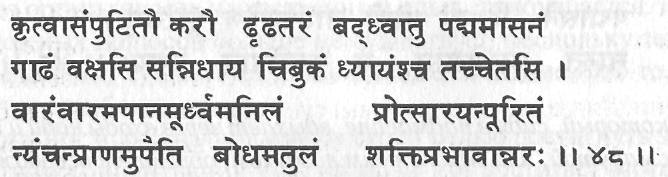 कृत्वासंपुटितौ करौ दृढतरं बद्ध्वातु पद्ममासनं
गाढं वक्षसि सन्निधाय चिबुकं ध्यायंश्च तच्चेतसि ।
वारंवारमपानमूर्ध्वमनिलं प्रोत्सारयन्पूरितं
न्यंचन्प्राणमुपैति बोधमतुलं शक्तिप्रभावान्नरः ।। ४८ ।।